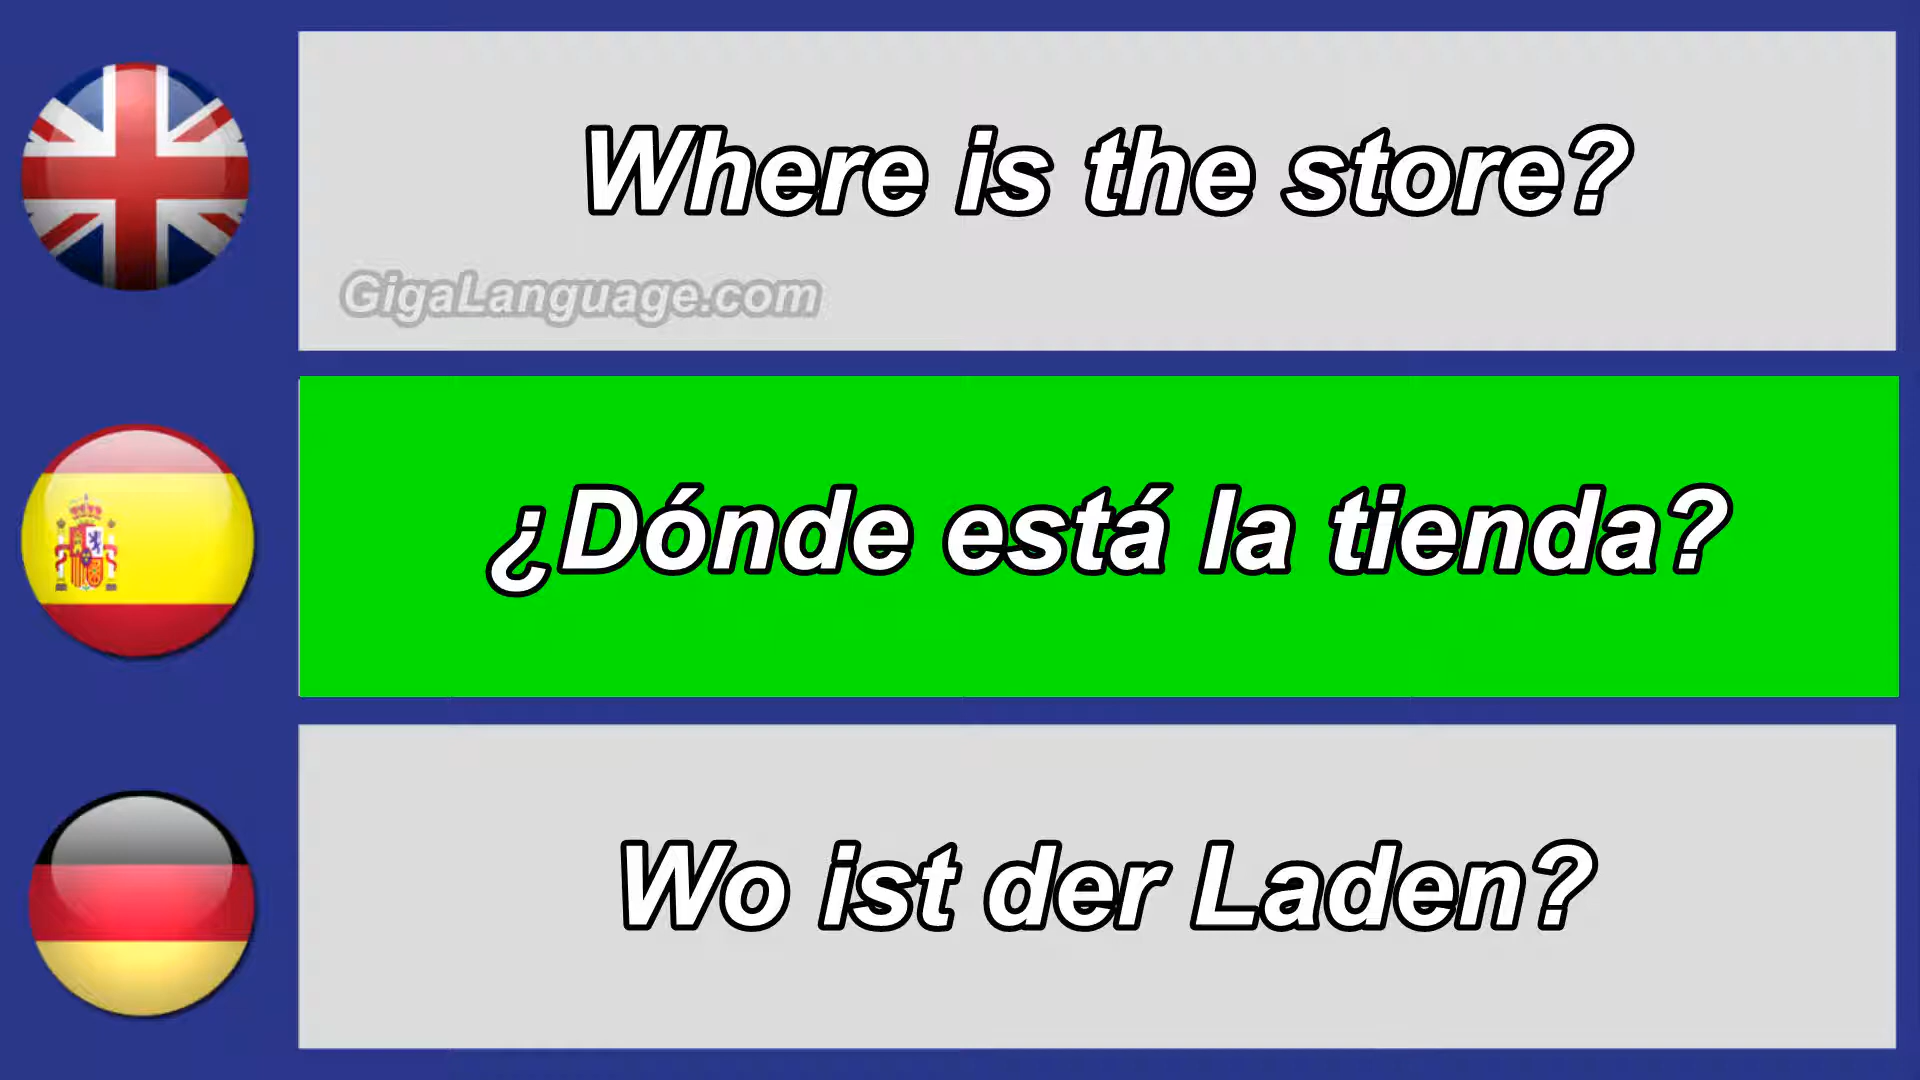 Where is the store?
GigaLanguage.com
¿Dónde está la tienda?
Wo ist der Laden?